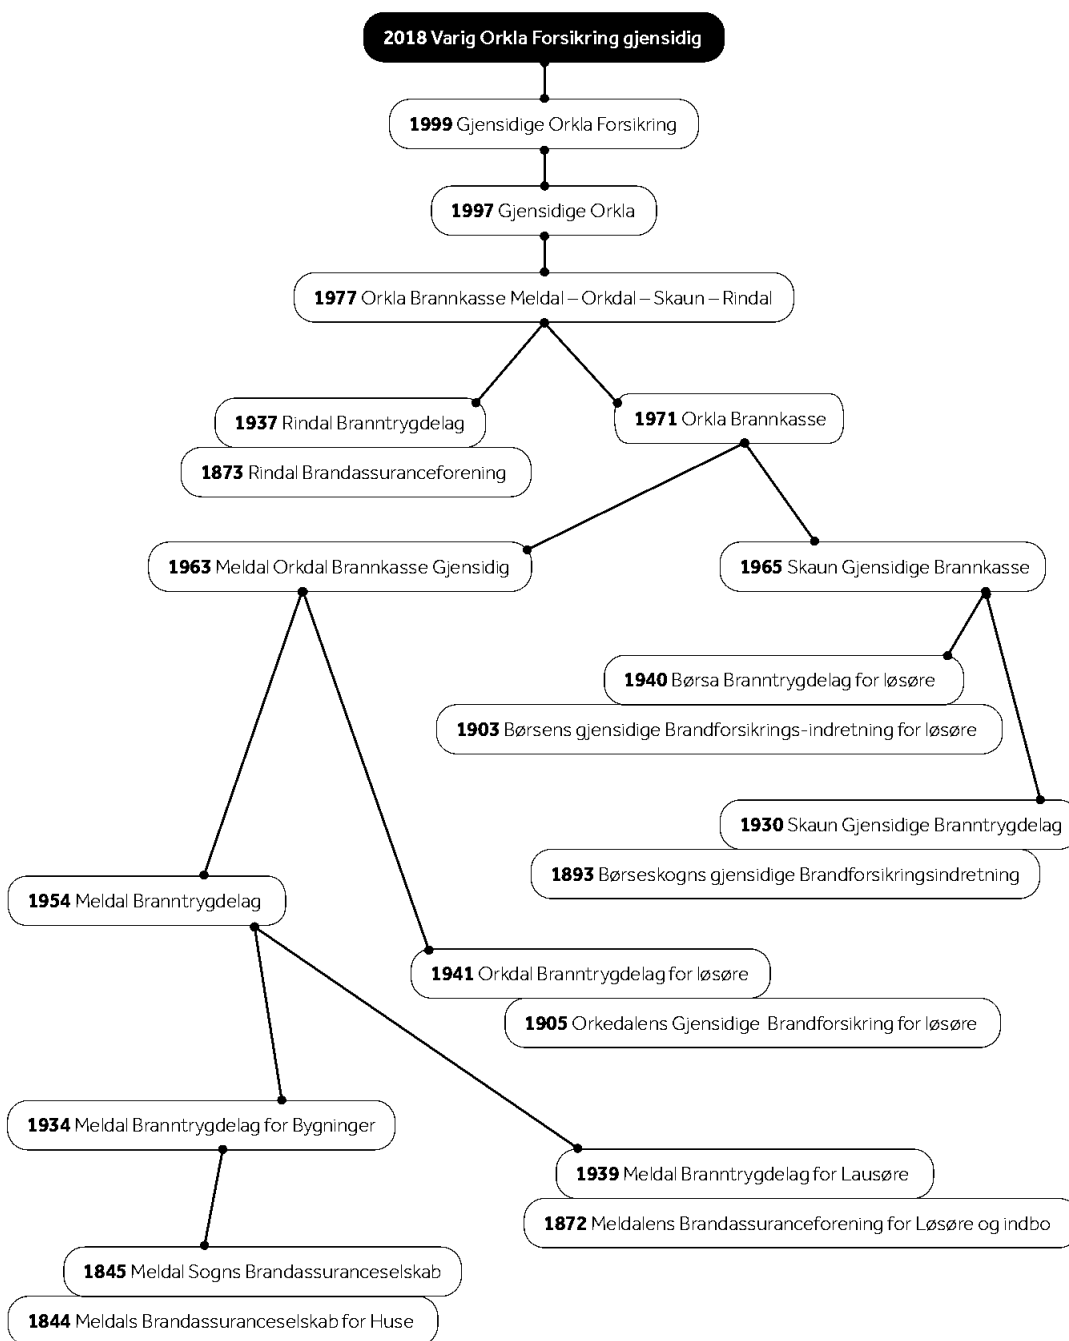 2018 Varig Orkla Forsikring gjensidig
1999 Gjensidige Orkla Forsikring
1997 Gjensidige Orkla
1977 Orkla Brannkasse Meldal – Orkdal – Skaun – Rindal
1937 Rindal Branntrygdelag
1971 Orkla Brannkasse
1873 Rindal Brandassuranceforening
1963 Meldal Orkdal Brannkasse Gjensidig
1965 Skaun Gjensidige Brannkasse
1940 Børsa Branntrygdelag for løsøre
1903 Børsens gjensidige Brandforsikrings-indretning for løsøre
1930 Skaun Gjensidige Branntrygdelag
1893 Børseskogns gjensidige Brandforsikringsindretning
1954 Meldal Branntrygdelag
1941 Orkdal Branntrygdelag for løsøre
1905 Orkedalens Gjensidige Brandforsikring for løsøre
1934 Meldal Branntrygdelag for Bygninger
1939 Meldal Branntrygdelag for Lausøre
1872 Meldalens Brandassuranceforening for Løsøre og indbo
1845 Meldal Sogns Brandassuranceselskab
1844 Meldals Brandassuranceselskab for Huse